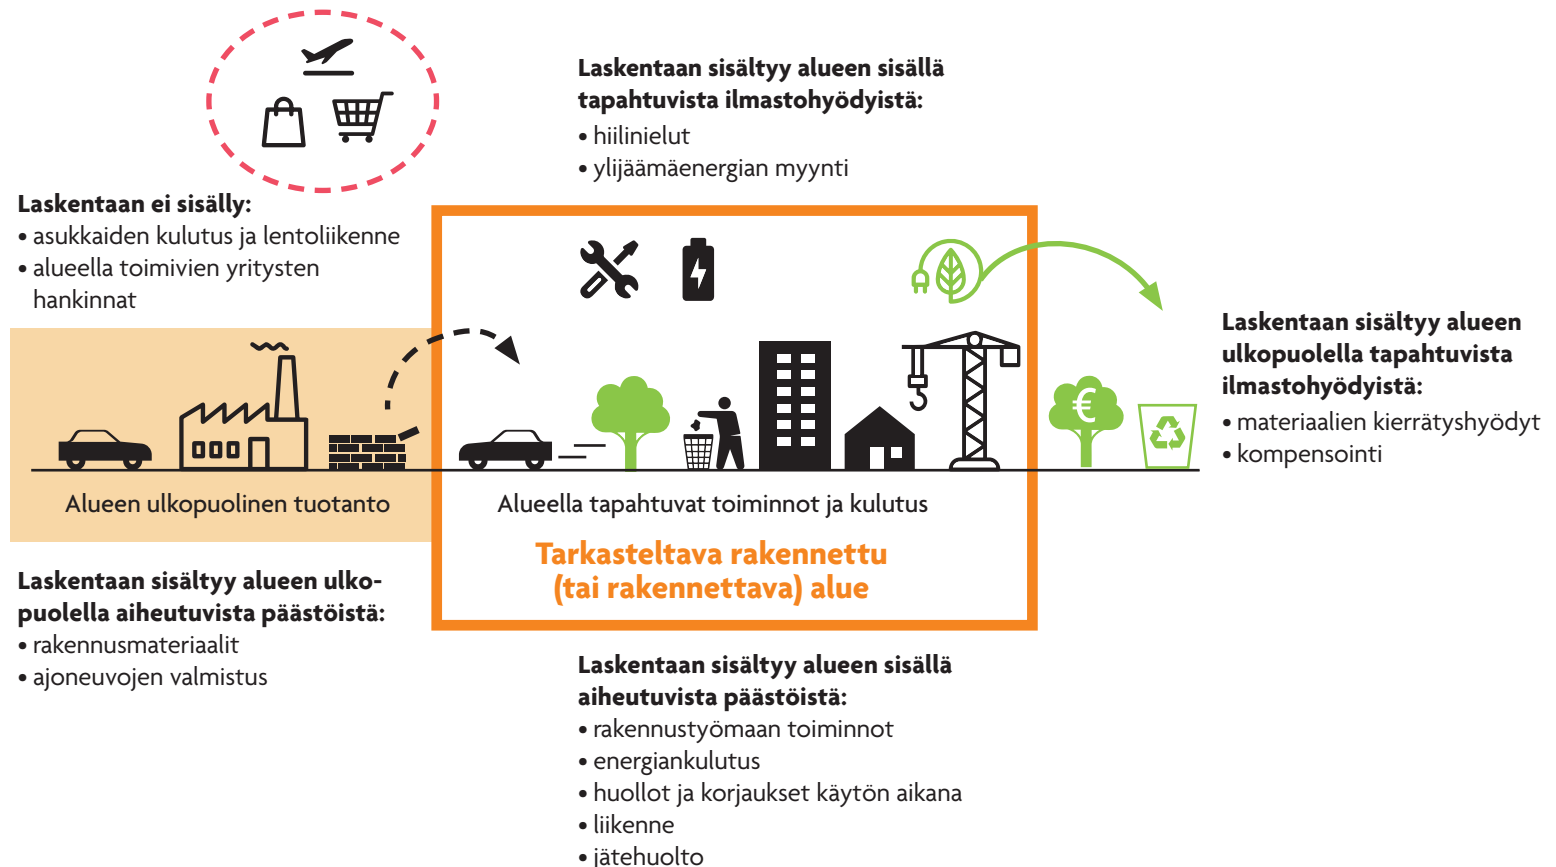 Laskentaan ei sisälly:
• asukkaiden kulutus ja lentoliikenne
• alueella toimivien yritysten
hankinnat
Laskentaan sisältyy alueen sisällä
tapahtuvista ilmastohyödyistä:
• hiilinielut
• ylijäämäenergian myynti
Laskentaan sisältyy alueen
ulkopuolella tapahtuvista
ilmastohyödyistä:
• materiaalien kierrätyshyödyt
• kompensointi
€
Alueen ulkopuolinen tuotanto
Alueella tapahtuvat toiminnot ja kulutus
Tarkasteltava rakennettu
(tai rakennettava) alue
Laskentaan sisältyy alueen ulko-
puolella aiheutuvista päästöistä:
• rakennusmateriaalit
• ajoneuvojen valmistus
Laskentaan sisältyy alueen sisällä
aiheutuvista päästöistä:
• rakennustyömaan toiminnot
• energiankulutus
• huollot ja korjaukset käytön aikana
• liikenne
• jätehuolto